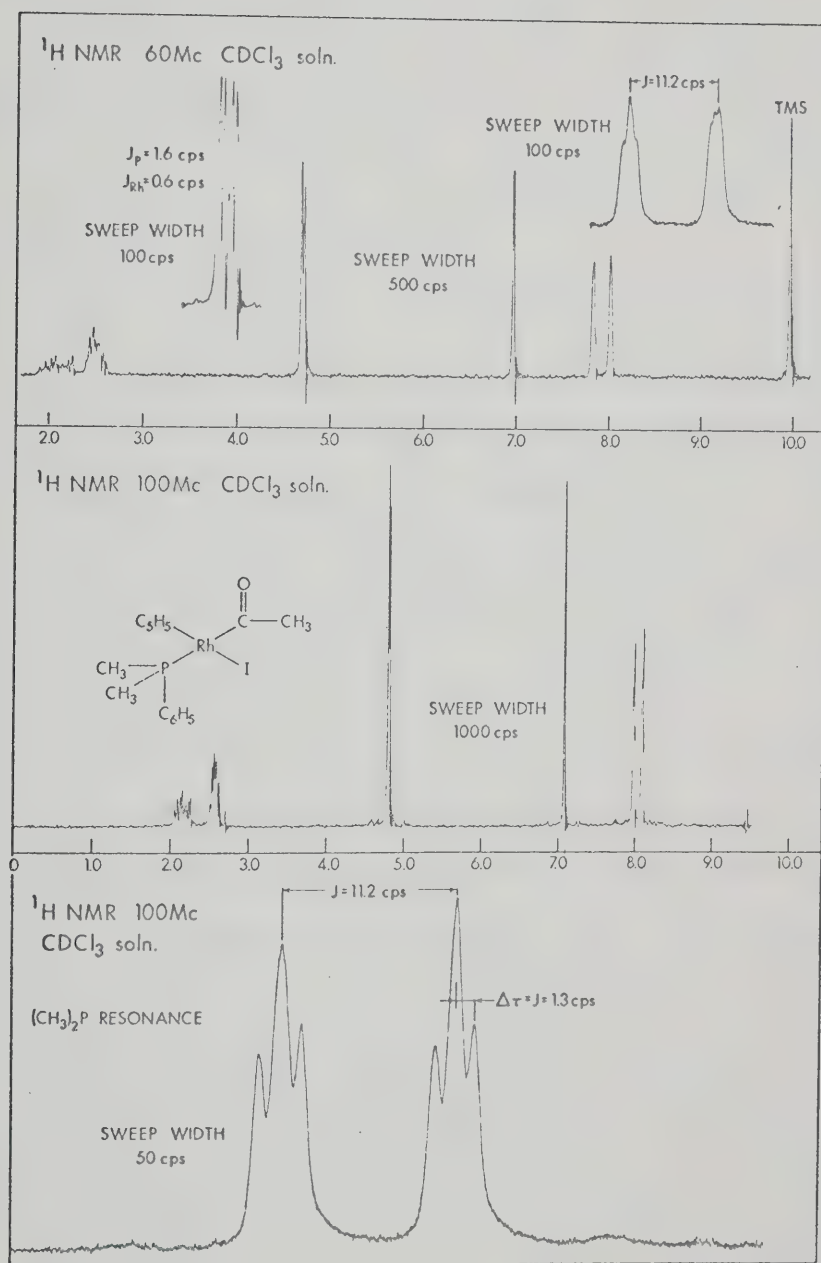 ¹H NMR 60Mc CDCl₃ soln.
J=11.2 cps
TMS
SWEEP WIDTH
100 cps
Jₚ=1.6 cps
J_Rh=0.6 cps
SWEEP WIDTH
100 cps
SWEEP WIDTH
500 cps
2.0 3.0 4.0 5.0 6.0 7.0 8.0 9.0 10.0
¹H NMR 100Mc CDCl₃ soln.
O
C₅H₅ C CH₃
Rh
CH₃ P I
CH₃
C₆H₅
SWEEP WIDTH
1000 cps
0 1.0 2.0 3.0 4.0 5.0 6.0 7.0 8.0 9.0 10.0
J=11.2 cps
¹H NMR 100Mc
CDCl₃ soln.
(CH₃)₂P RESONANCE
Δτ=J=1.3 cps
SWEEP WIDTH
50 cps